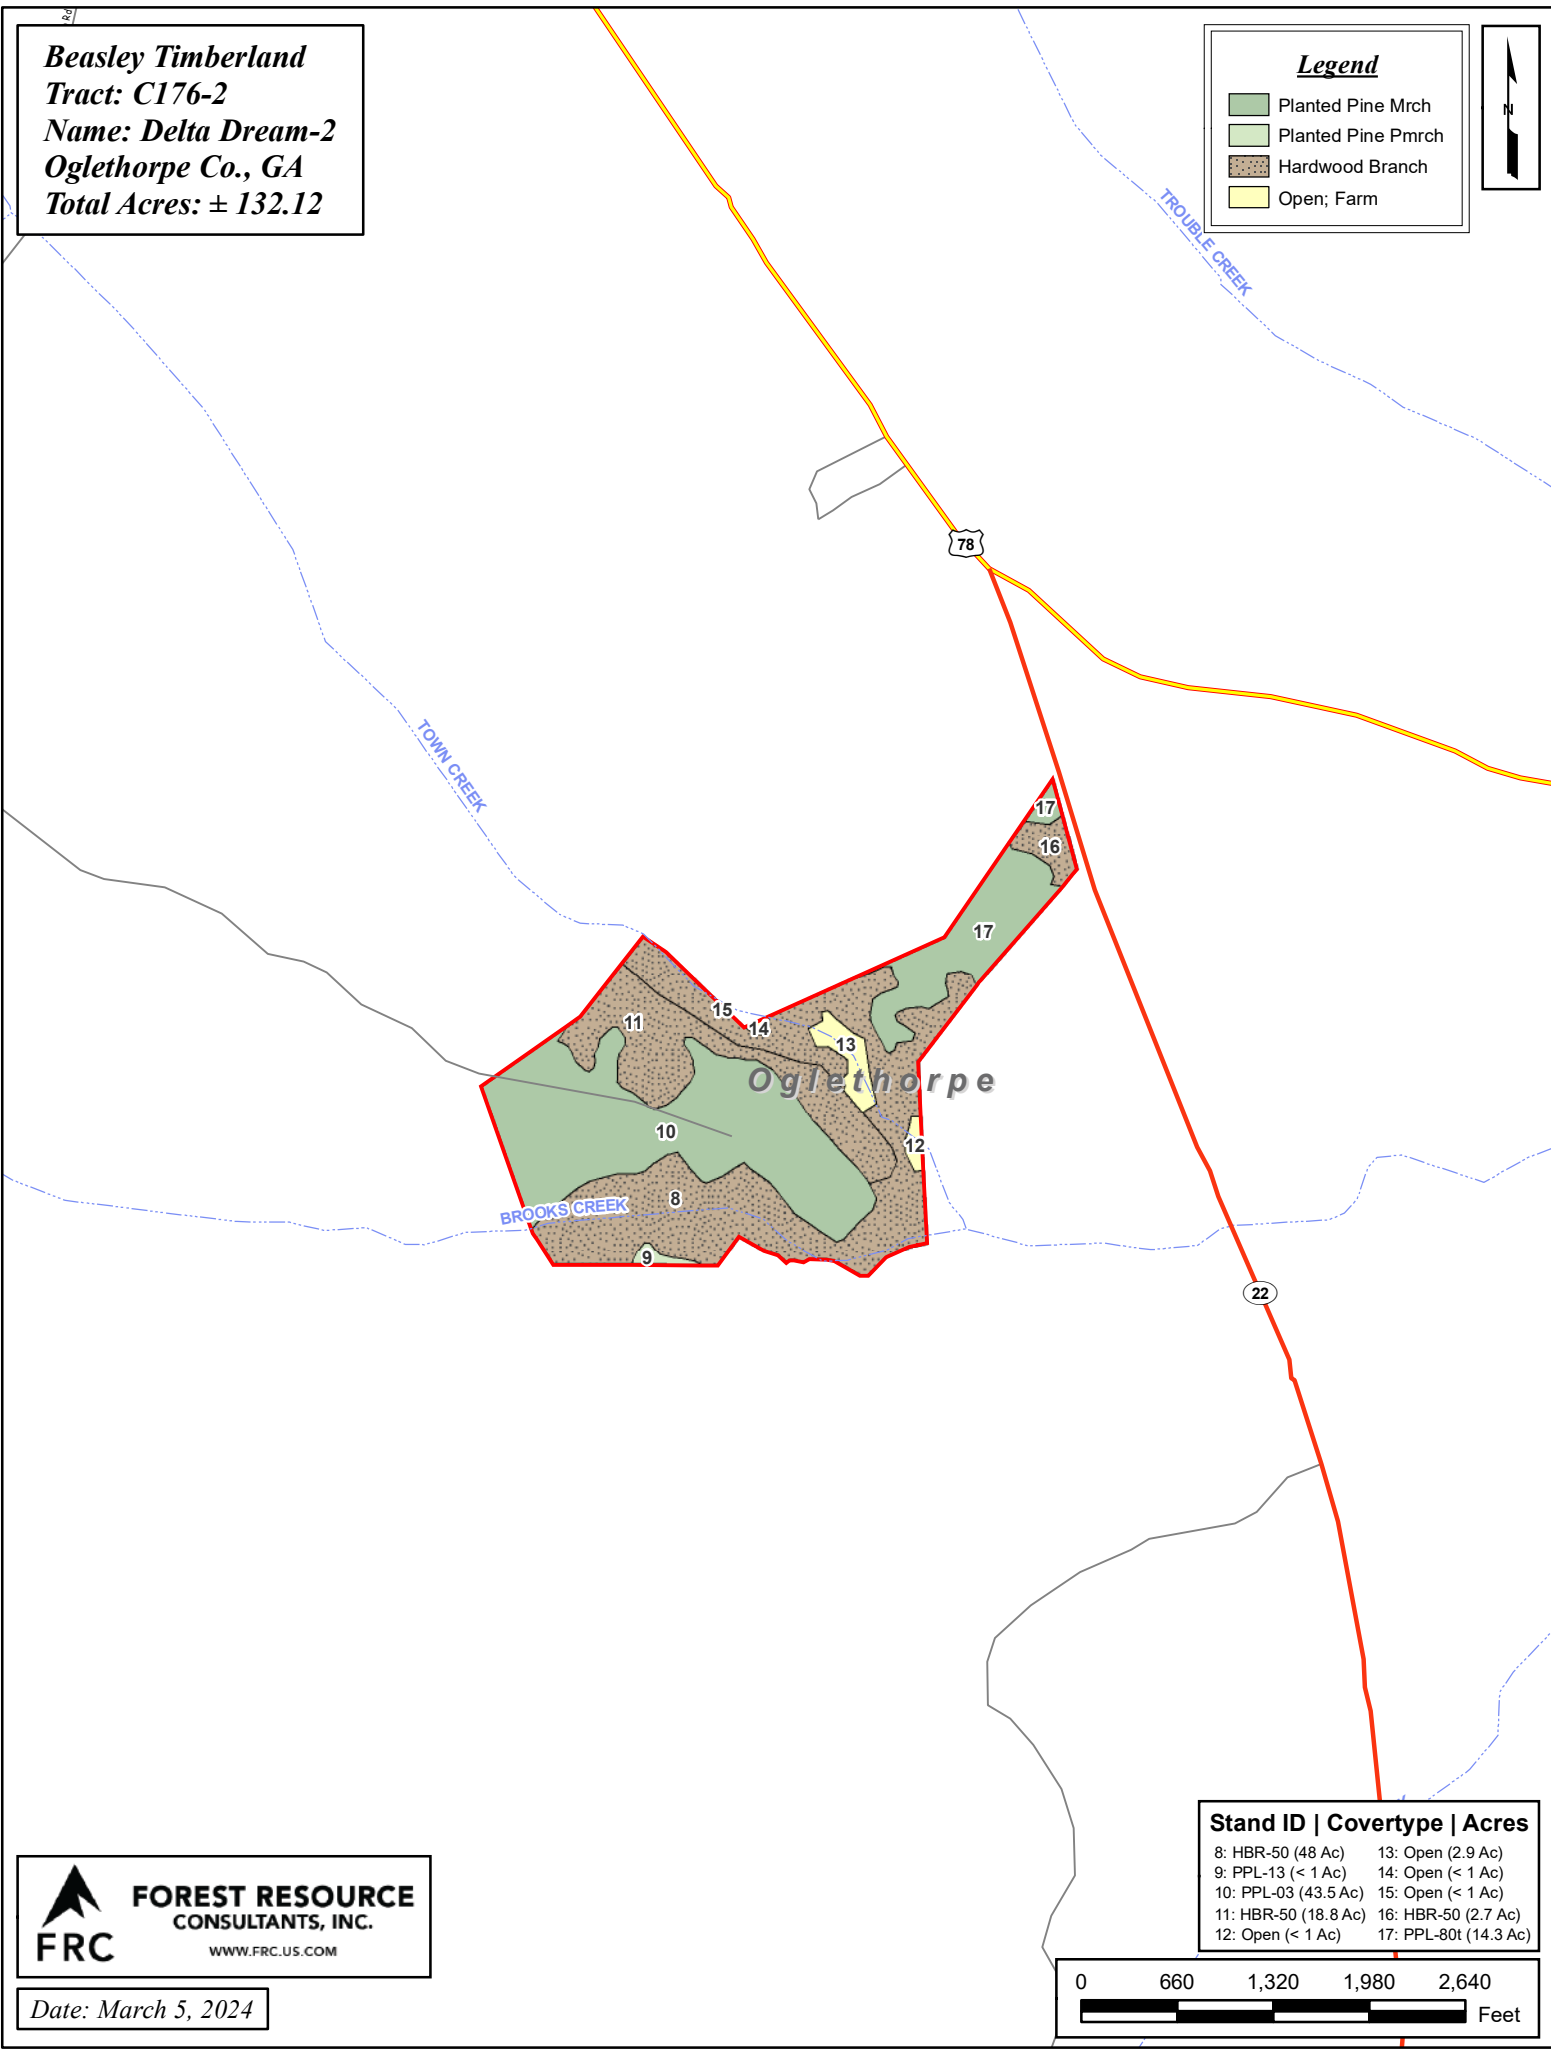 Beasley Timberland
Tract: C176-2
Name: Delta Dream-2
Oglethorpe Co., GA
Total Acres: ± 132.12
Rd
Legend
Planted Pine Mrch
Planted Pine Pmrch
Hardwood Branch
Open; Farm
N
TROUBLE CREEK
78
TOWN CREEK
17
16
17
15
14
11
13
Oglethorpe
10
12
8
BROOKS CREEK
9
22
Stand ID | Covertype | Acres
8: HBR-50 (48 Ac) 13: Open (2.9 Ac)
9: PPL-13 (< 1 Ac) 14: Open (< 1 Ac)
10: PPL-03 (43.5 Ac) 15: Open (< 1 Ac)
11: HBR-50 (18.8 Ac) 16: HBR-50 (2.7 Ac)
12: Open (< 1 Ac) 17: PPL-80t (14.3 Ac)
FRC
FOREST RESOURCE
CONSULTANTS, INC.
WWW.FRC.US.COM
Date: March 5, 2024
0 660 1,320 1,980 2,640
Feet